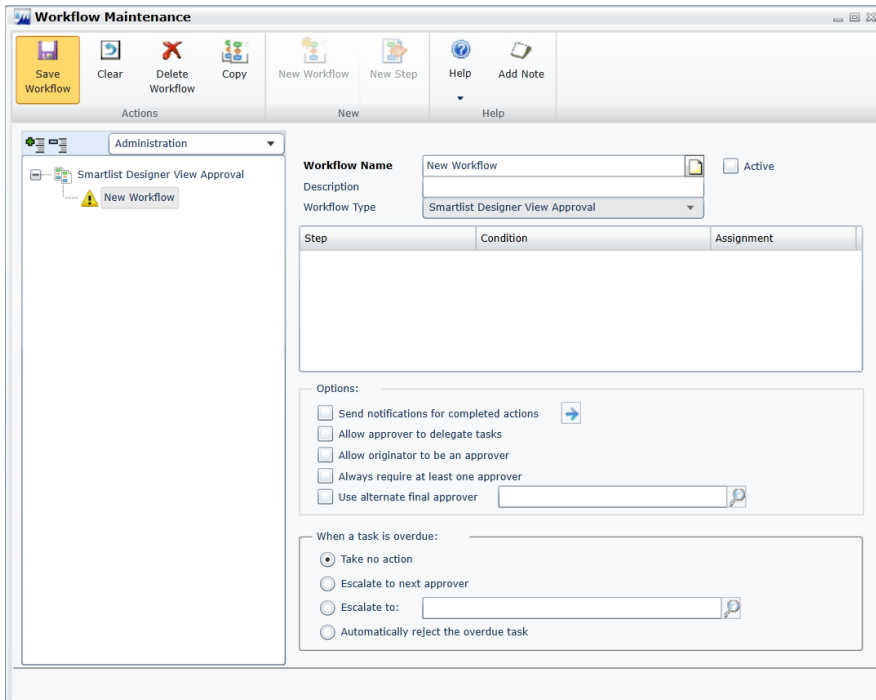 Workflow Maintenance
Save Workflow
Clear
Delete Workflow
Copy
New Workflow
New Step
Help
Add Note
Actions
New
Help
Administration
Smartlist Designer View Approval
New Workflow
Workflow Name
New Workflow
Active
Description
Workflow Type
Smartlist Designer View Approval
Step
Condition
Assignment
Options:
Send notifications for completed actions
Allow approver to delegate tasks
Allow originator to be an approver
Always require at least one approver
Use alternate final approver
When a task is overdue:
Take no action
Escalate to next approver
Escalate to:
Automatically reject the overdue task